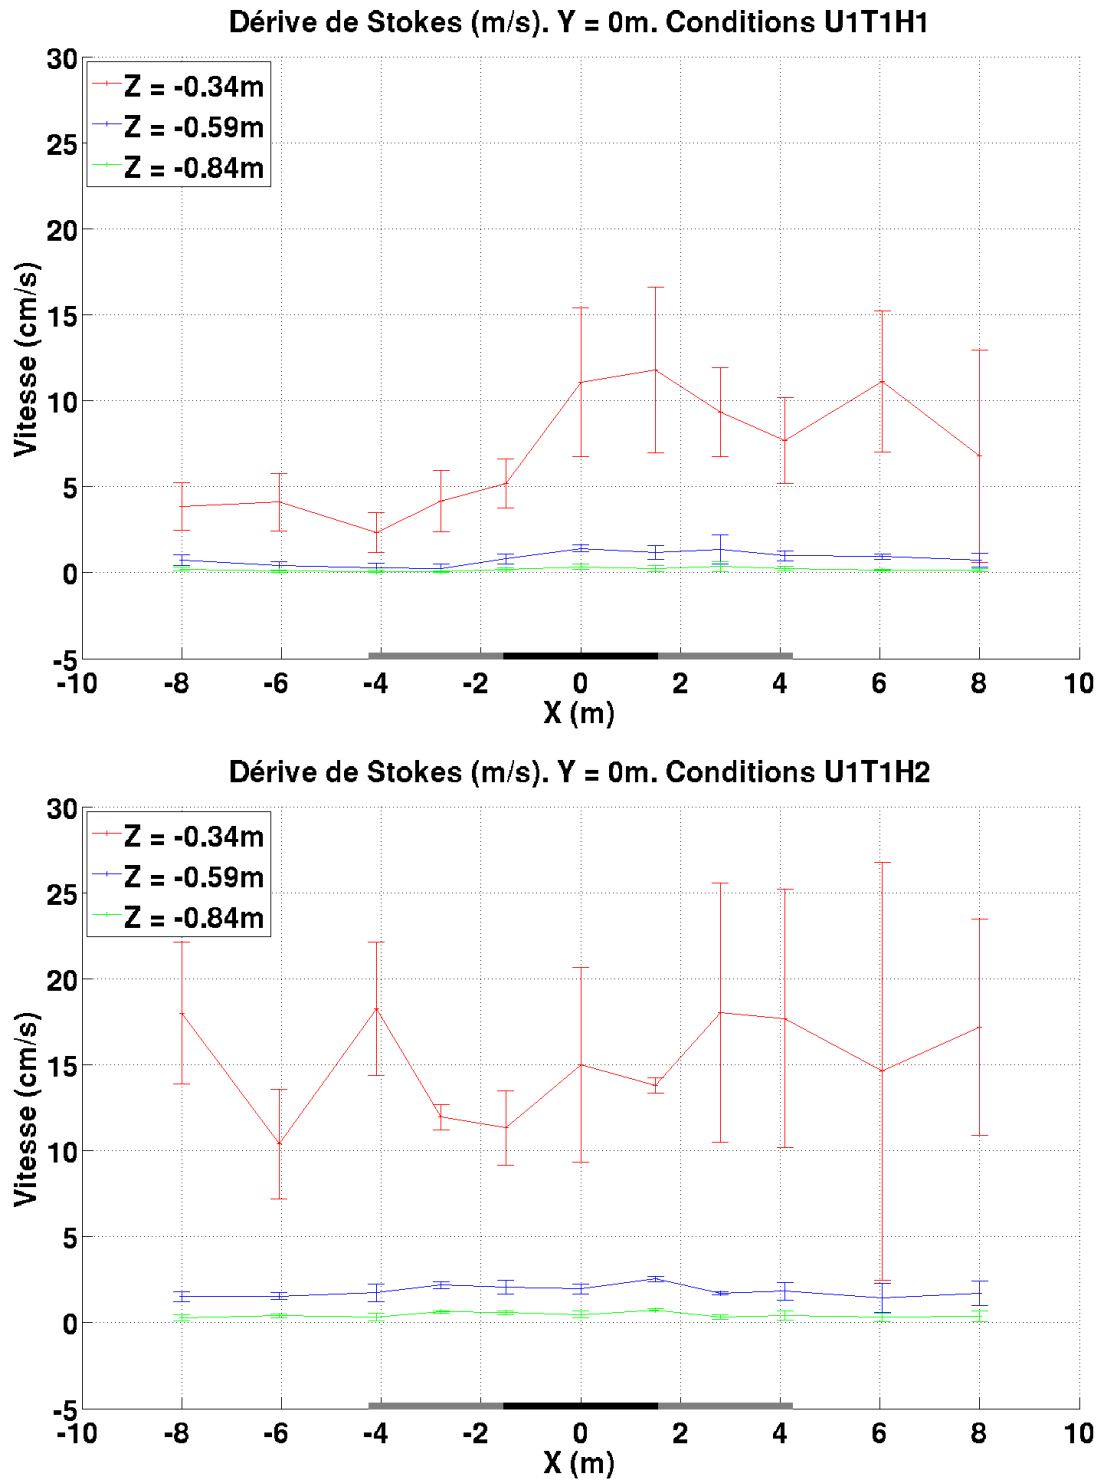 Dérive de Stokes (m/s). Y = 0m. Conditions U1T1H1
30
Z = -0.34m
Z = -0.59m
Z = -0.84m
25
20
15
10
5
0
-5
Vitesse (cm/s)
-10 -8 -6 -4 -2 0 2 4 6 8 10
X (m)
Dérive de Stokes (m/s). Y = 0m. Conditions U1T1H2
30
Z = -0.34m
Z = -0.59m
Z = -0.84m
25
20
15
10
5
0
-5
Vitesse (cm/s)
-10 -8 -6 -4 -2 0 2 4 6 8 10
X (m)